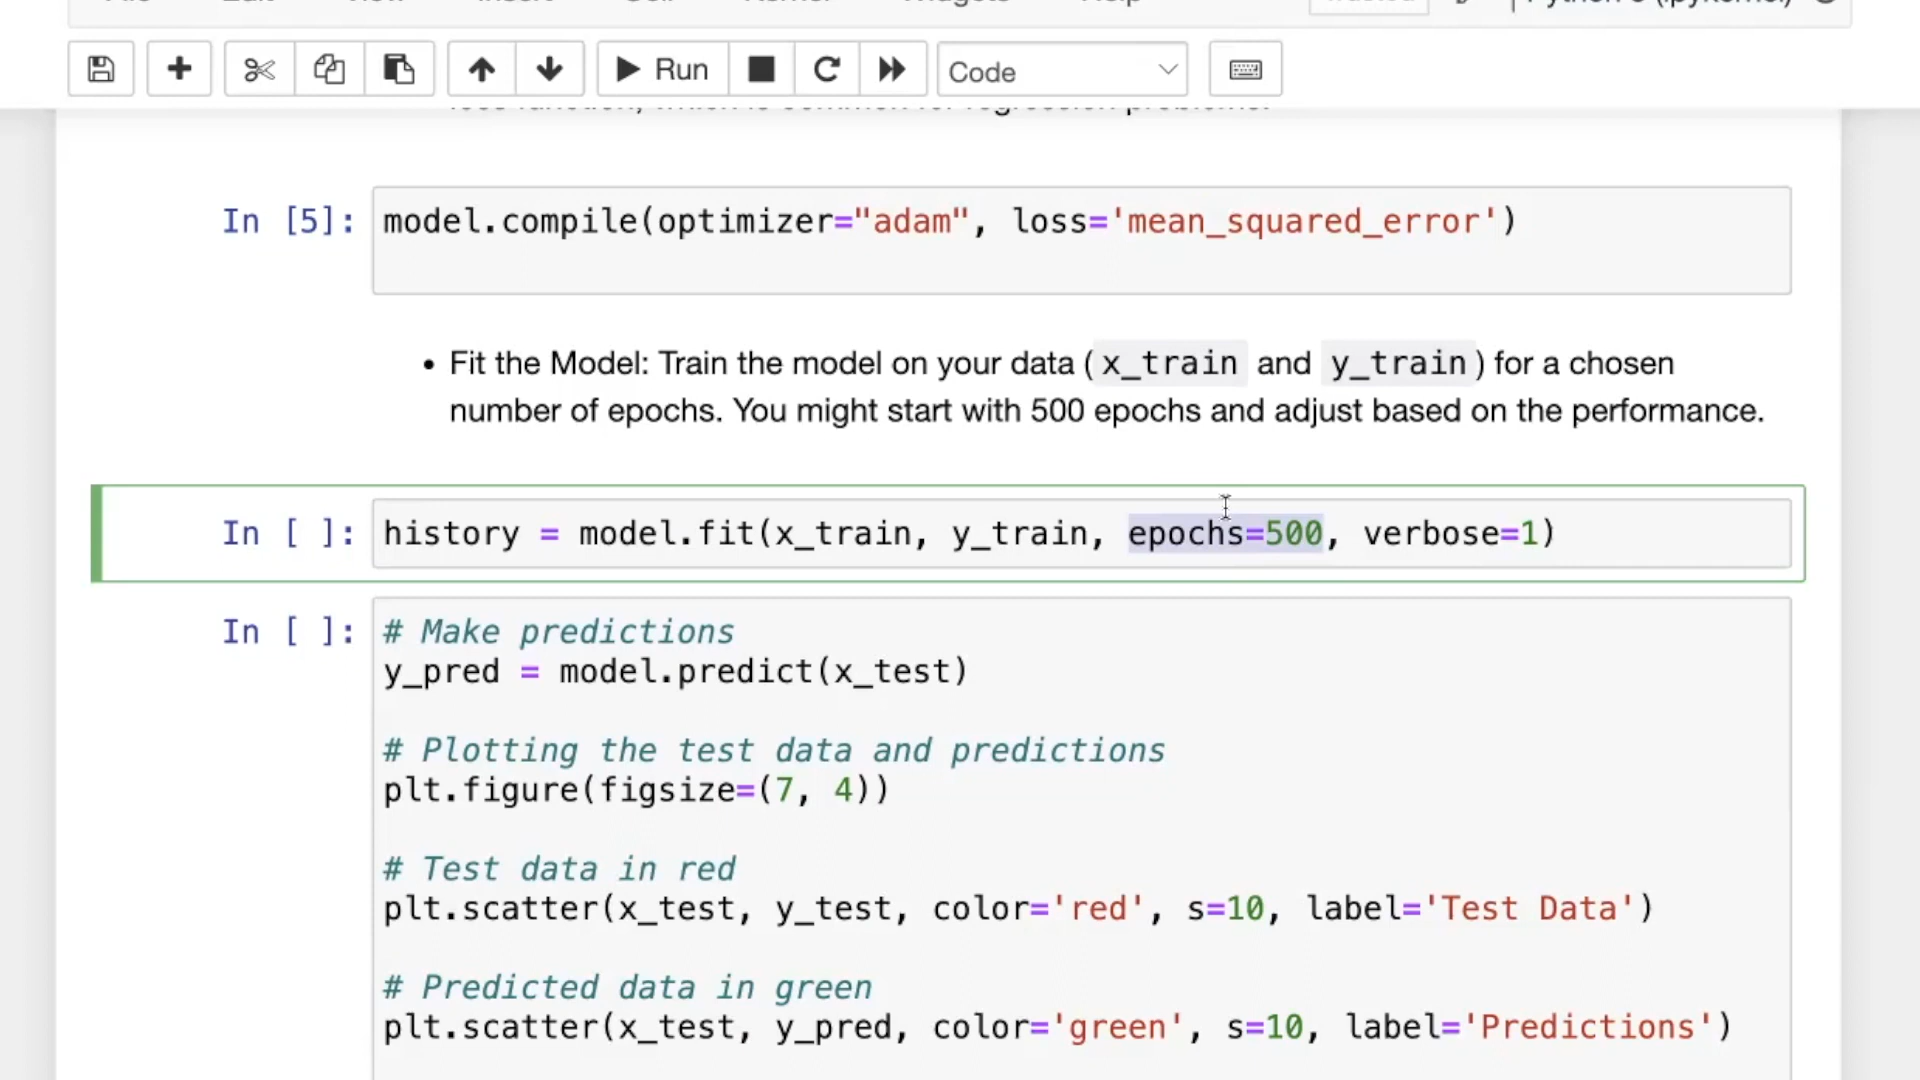 Run
Code
In [5]:
model.compile(optimizer="adam", loss='mean_squared_error')
• Fit the Model: Train the model on your data ( x_train and y_train ) for a chosen
number of epochs. You might start with 500 epochs and adjust based on the performance.
In [ ]:
history = model.fit(x_train, y_train, epochs=500, verbose=1)
In [ ]:
# Make predictions
y_pred = model.predict(x_test)
# Plotting the test data and predictions
plt.figure(figsize=(7, 4))
# Test data in red
plt.scatter(x_test, y_test, color='red', s=10, label='Test Data')
# Predicted data in green
plt.scatter(x_test, y_pred, color='green', s=10, label='Predictions')